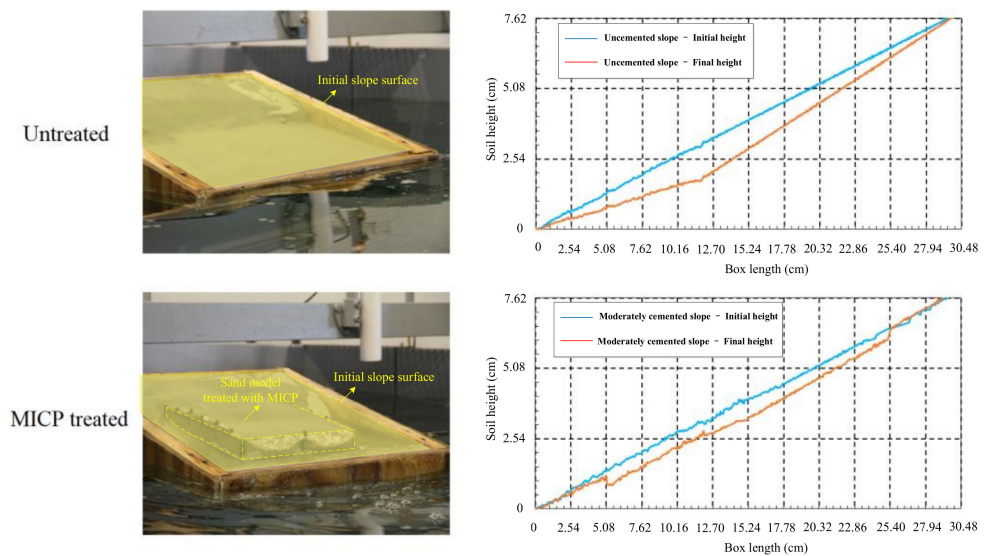 Untreated
Initial slope surface
Soil height (cm)
7.62
5.08
2.54
0
Uncemented slope - Initial height
Uncemented slope - Final height
0 2.54 5.08 7.62 10.16 12.70 15.24 17.78 20.32 22.86 25.40 27.94 30.48
Box length (cm)
MICP treated
Sand model
treated with MICP
Initial slope surface
Soil height (cm)
7.62
5.08
2.54
0
Moderately cemented slope - Initial height
Moderately cemented slope - Final height
0 2.54 5.08 7.62 10.16 12.70 15.24 17.78 20.32 22.86 25.40 27.94 30.48
Box length (cm)